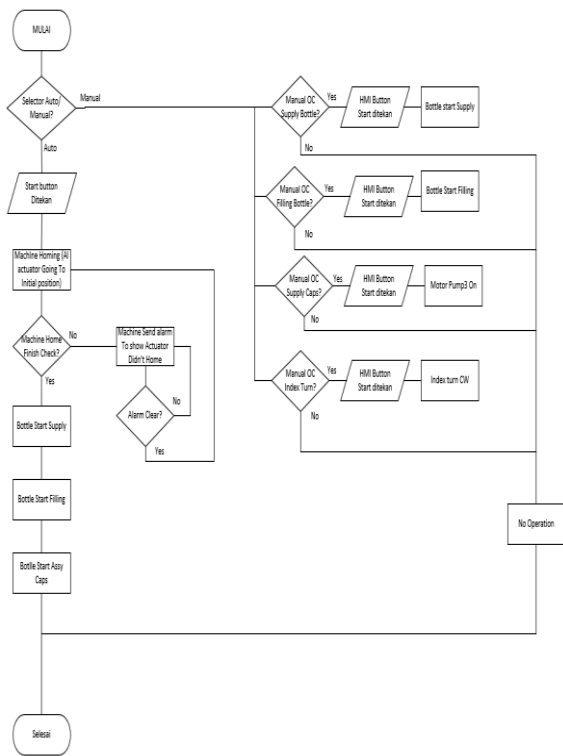 MULAI
Selector Auto/
Manual?
Manual
Auto
Start button
Ditekan
Machine Homing (Al
actuator Going To
Initial position)
Machine Home
Finish Check?
No
Yes
Machine Send alarm
To show Actuator
Didn't Home
No
Alarm Clear?
Yes
Bottle Start Supply
Bottle Start Filling
Botlle Start Assy
Caps
Selesai
Manual OC
Supply Bottle?
Yes
No
HMI Button
Start ditekan
Bottle start Supply
Manual OC
Filling Bottle?
Yes
No
HMI Button
Start ditekan
Bottle Start Filling
Manual OC
Supply Caps?
Yes
No
HMI Button
Start ditekan
Motor Pump3 On
Manual OC
Index Turn?
Yes
No
HMI Button
Start ditekan
Index turn CW
No Operation